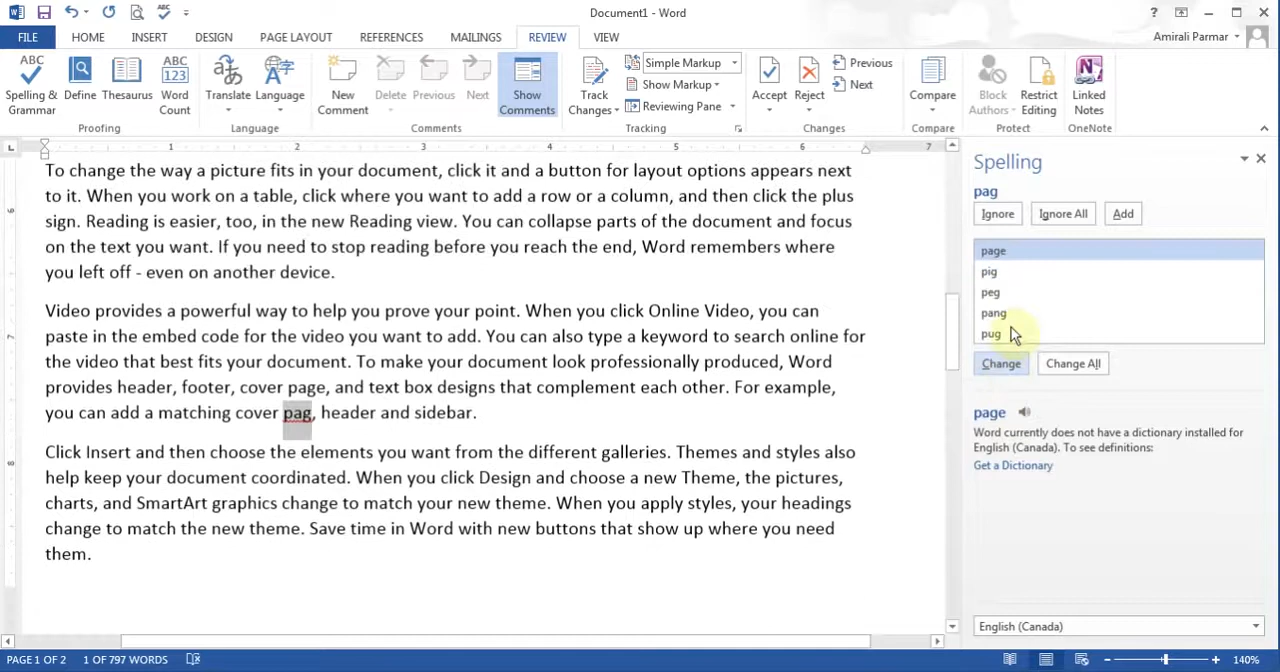 Document1 - Word
FILE HOME INSERT DESIGN PAGE LAYOUT REFERENCES MAILINGS REVIEW VIEW
Amirali Parmar
ABC
Spelling & Grammar
Define
Thesaurus
ABC 123
Word Count
Proofing
Translate
Language
Language
New Comment
Delete
Previous
Next
Show Comments
Comments
Track Changes
Simple Markup
Show Markup
Reviewing Pane
Tracking
Accept
Reject
Previous
Next
Changes
Compare
Compare
Block Authors
Restrict Editing
Protect
Linked Notes
OneNote
1 2 3 4 5 6 7
To change the way a picture fits in your document, click it and a button for layout options appears next
to it. When you work on a table, click where you want to add a row or a column, and then click the plus
sign. Reading is easier, too, in the new Reading view. You can collapse parts of the document and focus
on the text you want. If you need to stop reading before you reach the end, Word remembers where
you left off - even on another device.
Video provides a powerful way to help you prove your point. When you click Online Video, you can
paste in the embed code for the video you want to add. You can also type a keyword to search online for
the video that best fits your document. To make your document look professionally produced, Word
provides header, footer, cover page, and text box designs that complement each other. For example,
you can add a matching cover pag, header and sidebar.
Click Insert and then choose the elements you want from the different galleries. Themes and styles also
help keep your document coordinated. When you click Design and choose a new Theme, the pictures,
charts, and SmartArt graphics change to match your new theme. When you apply styles, your headings
change to match the new theme. Save time in Word with new buttons that show up where you need
them.
6
7
8
Spelling
pag
Ignore Ignore All Add
page
pig
peg
pang
pug
Change Change All
page
Word currently does not have a dictionary installed for
English (Canada). To see definitions:
Get a Dictionary
English (Canada)
PAGE 1 OF 2 1 OF 797 WORDS
140%